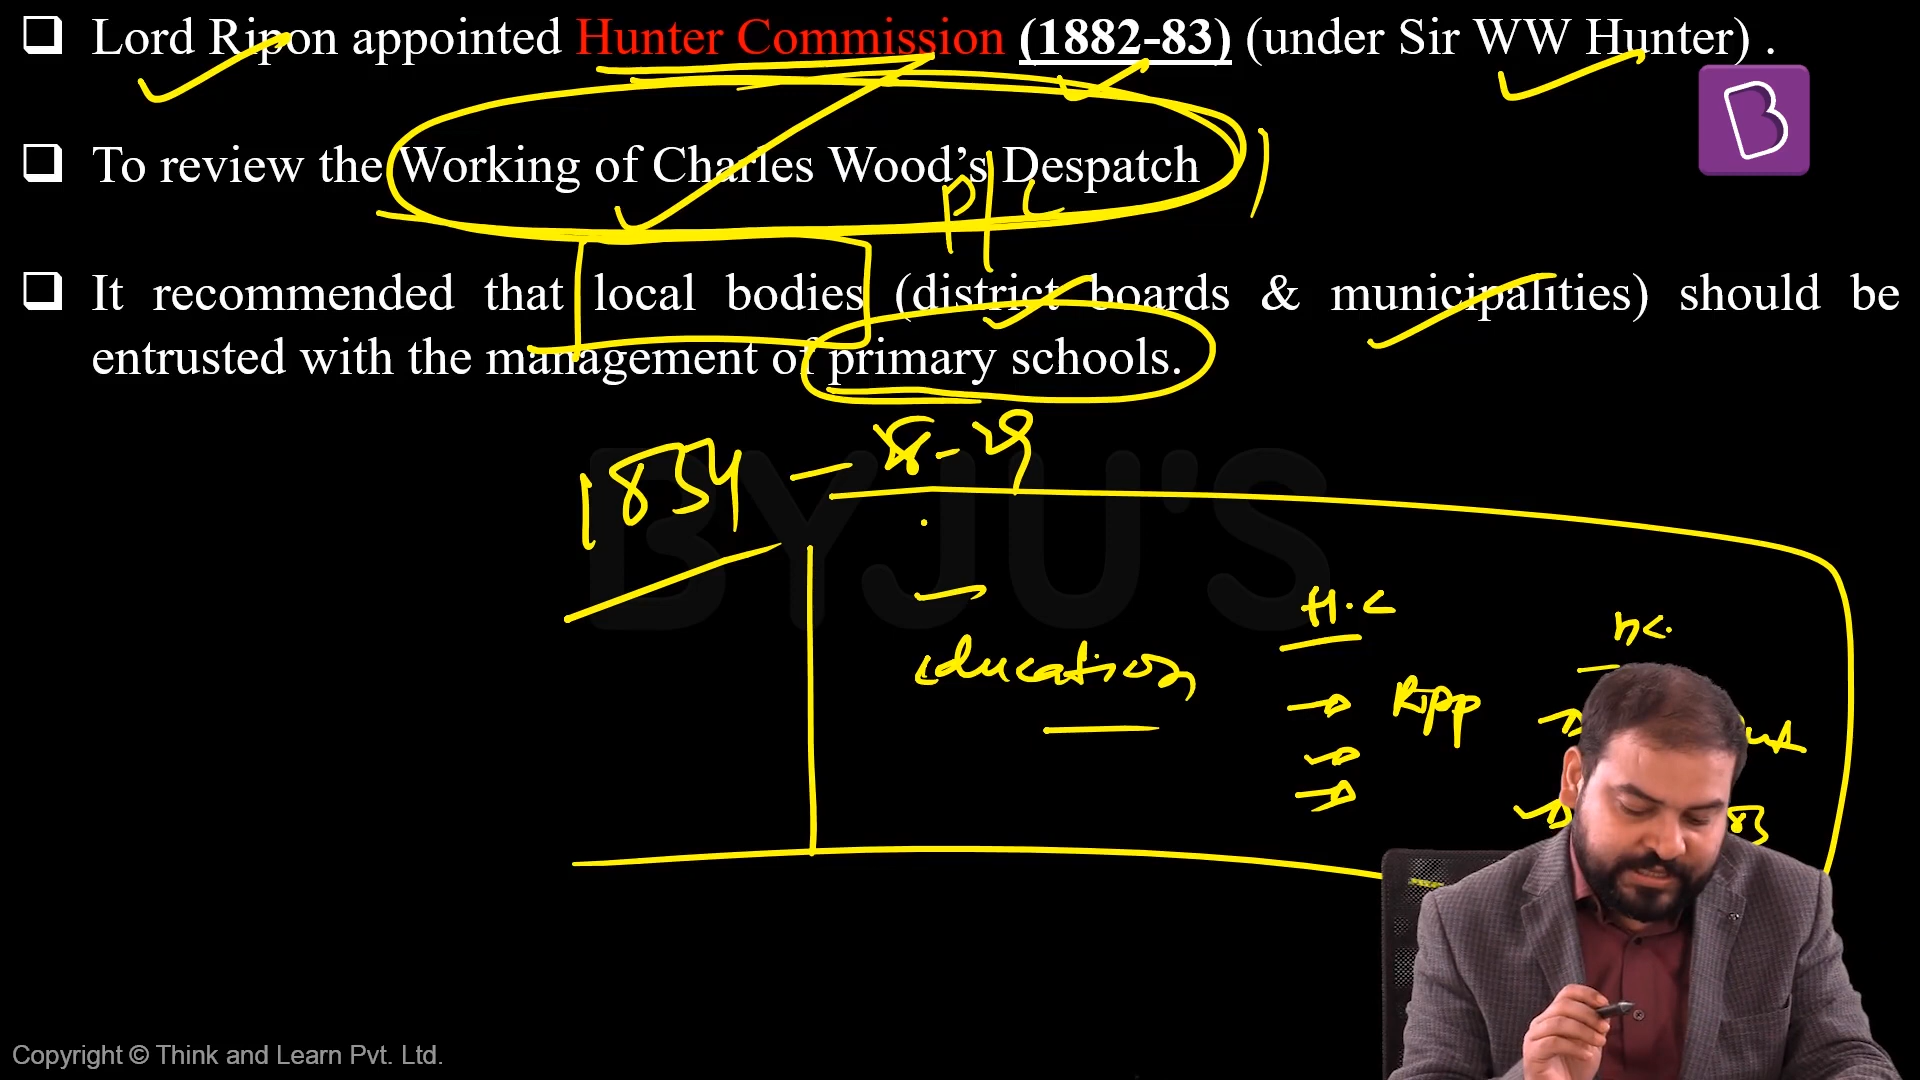 ❑ Lord Ripon appointed Hunter Commission (1882-83) (under Sir WW Hunter) .
B
❑ To review the Working of Charles Wood’s Despatch
P/C
❑ It recommended that local bodies (district boards & municipalities) should be
entrusted with the management of primary schools.
1854
BYJU'S
H.C
education
83
Copyright © Think and Learn Pvt. Ltd.